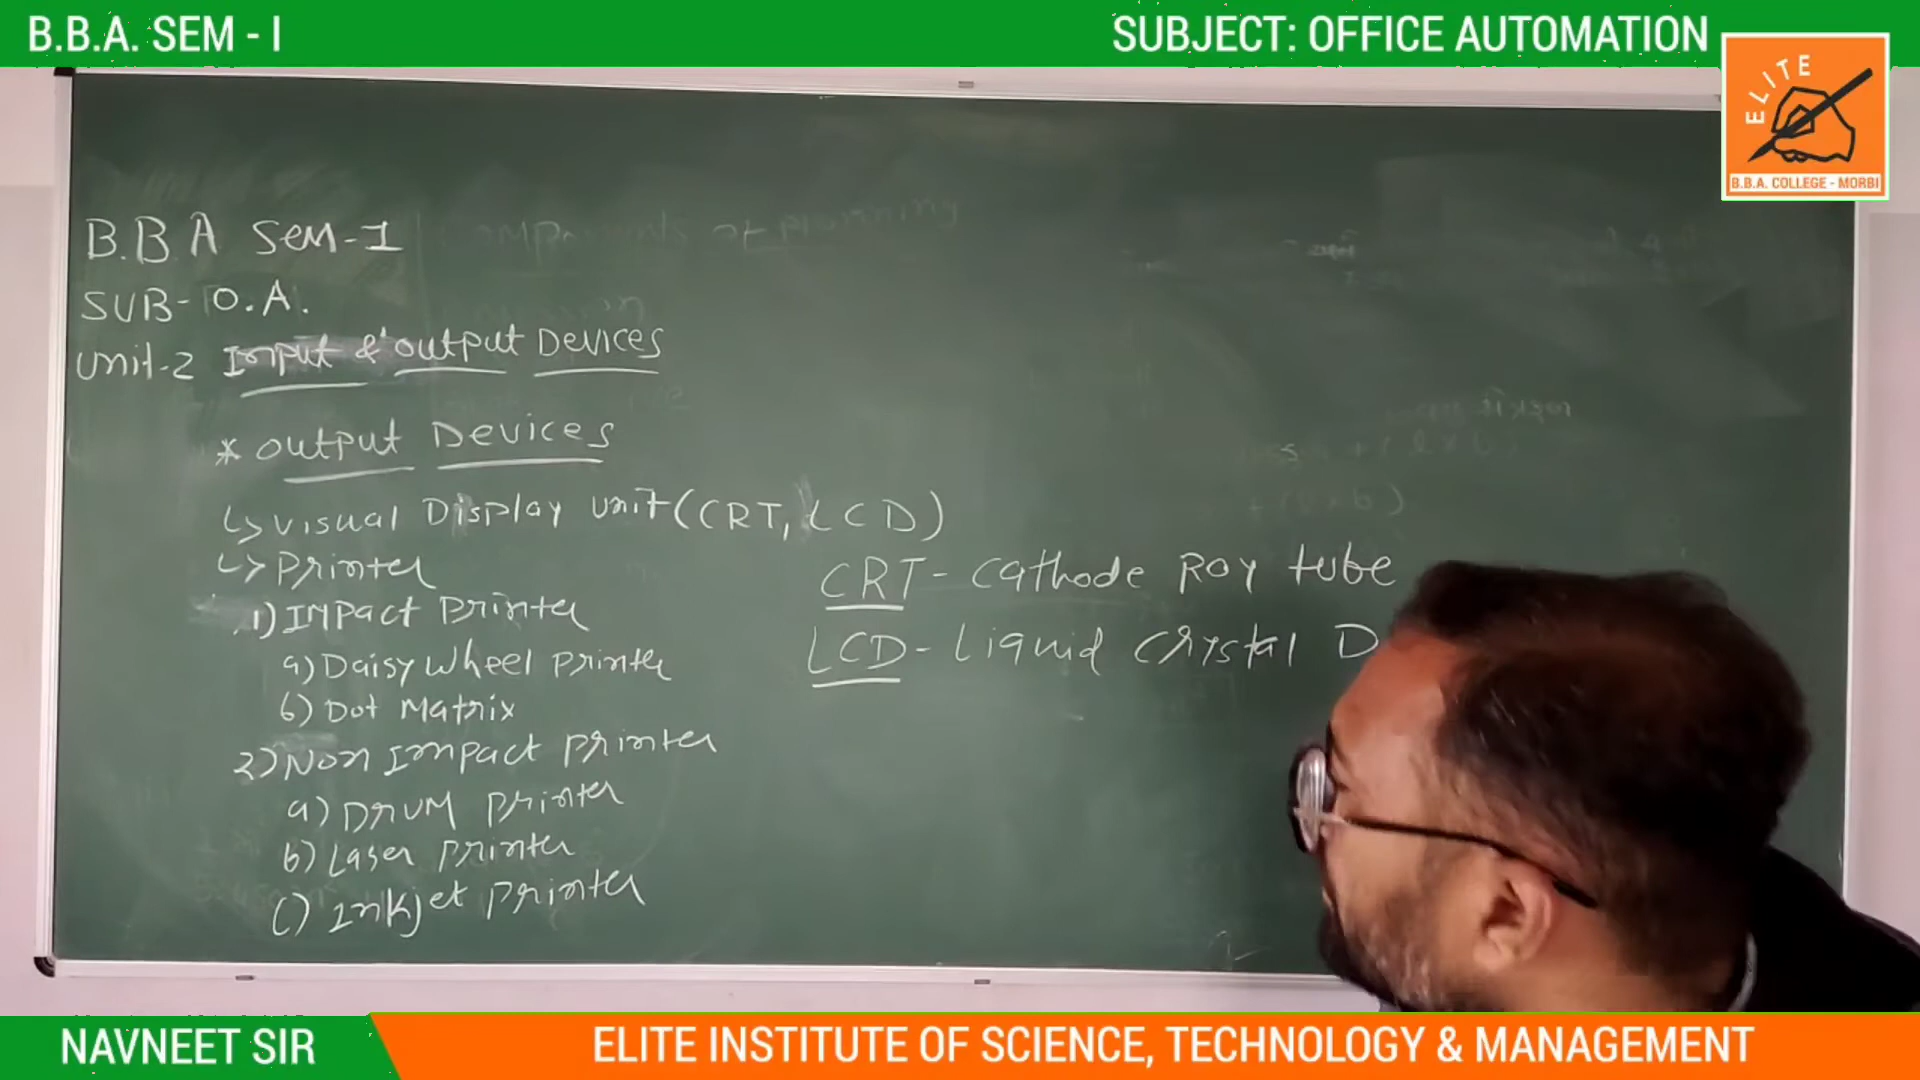 B.B.A. SEM - I
SUBJECT: OFFICE AUTOMATION
ELITE
B.B.A. COLLEGE - MORBI
B.B A Sem-I
SUB- O.A.
Unit-2 Input & output Devices
* output Devices
↳ Visual Display Unit (CRT, LCD)
↳ Printer
1) Impact Printer
a) Daisy Wheel Printer
b) Dot Matrix
2) Non Impact Printer
a) Drum Printer
b) Laser Printer
c) Inkjet Printer
CRT - Cathode Ray tube
LCD - Liquid Crystal D
NAVNEET SIR
ELITE INSTITUTE OF SCIENCE, TECHNOLOGY & MANAGEMENT